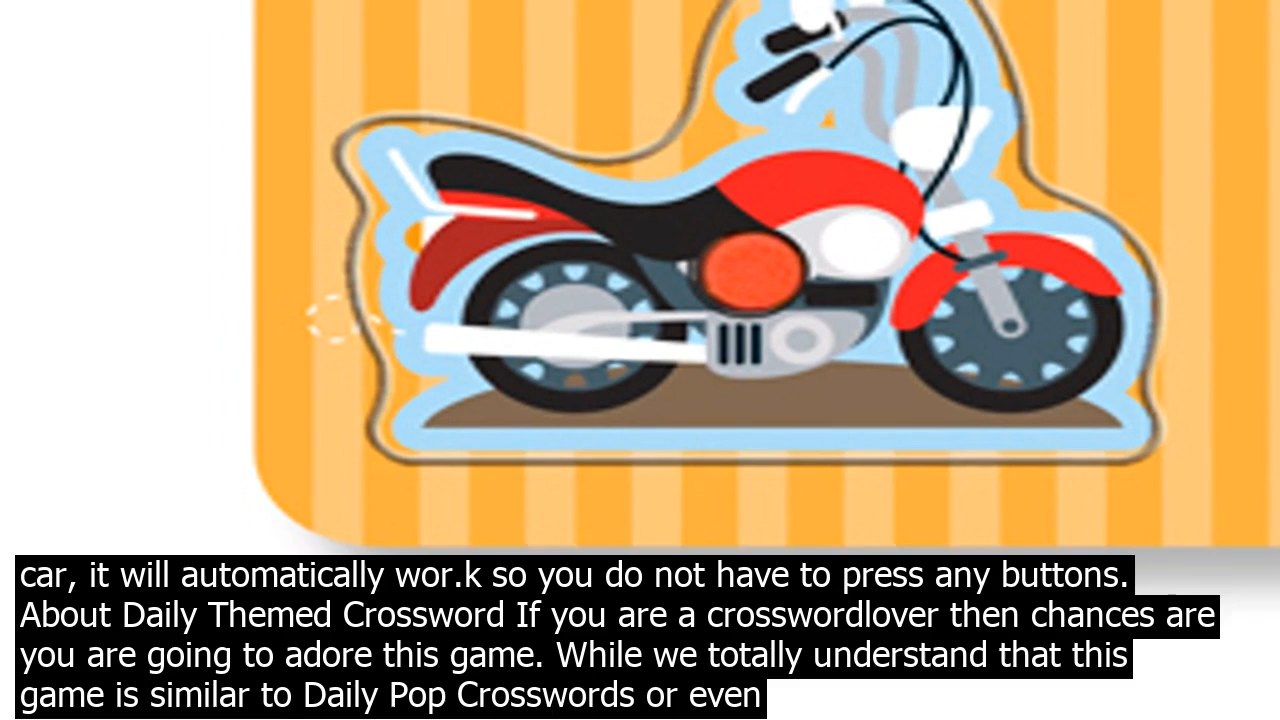 car, it will automatically wor.k so you do not have to press any buttons.
About Daily Themed Crossword If you are a crosswordlover then chances are
you are going to adore this game. While we totally understand that this
game is similar to Daily Pop Crosswords or even